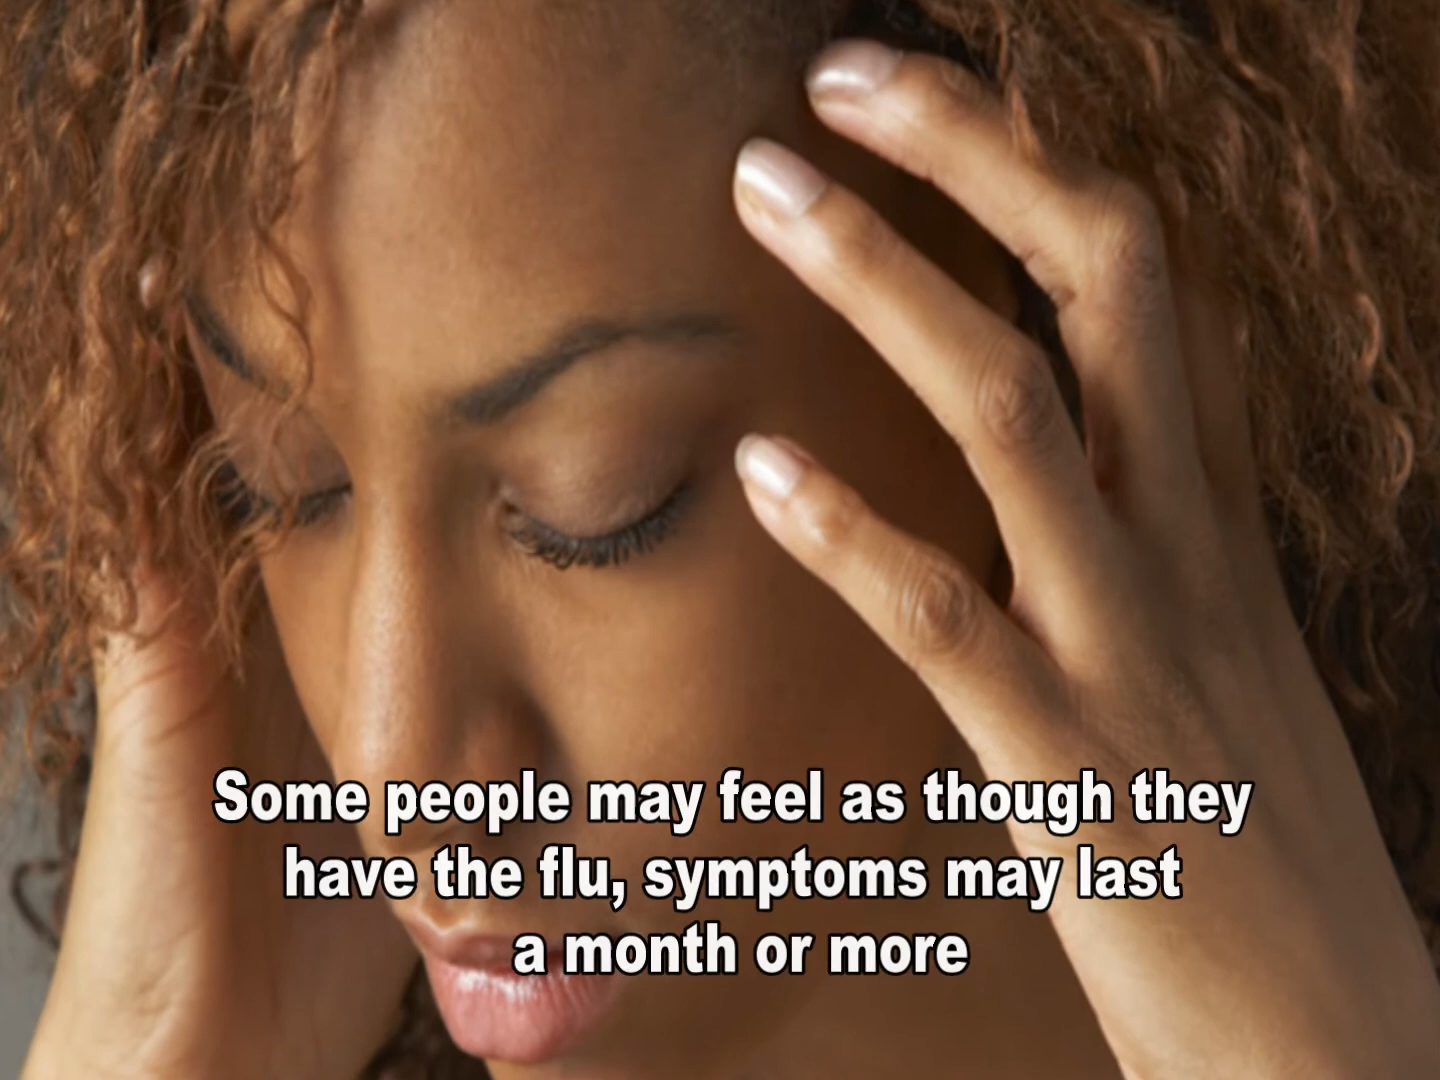 Some people may feel as though they
have the flu, symptoms may last
a month or more